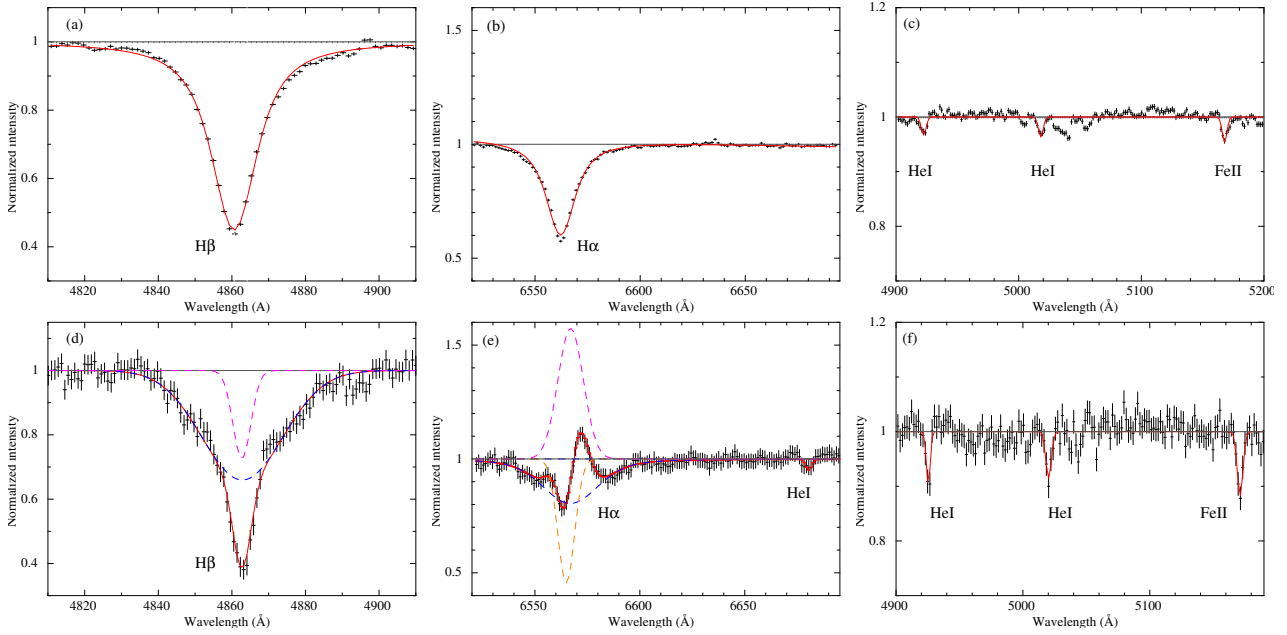 (a)
1
0.8
0.6
0.4
Normalized intensity
Hβ
4820 4840 4860 4880 4900
Wavelength (A)
(b)
1.5
1
0.5
Normalized intensity
Hα
6550 6600 6650
Wavelength (Å)
(c)
1.2
1
0.8
Normalized intensity
HeI HeI FeII
4900 5000 5100 5200
Wavelength (Å)
(d)
1
0.8
0.6
0.4
Normalized intensity
Hβ
4820 4840 4860 4880 4900
Wavelength (Å)
(e)
1.5
1
0.5
Normalized intensity
Hα HeI
6550 6600 6650
Wavelength (Å)
(f)
1.2
1
0.8
Normalized intensity
HeI HeI FeII
4900 5000 5100
Wavelength (Å)